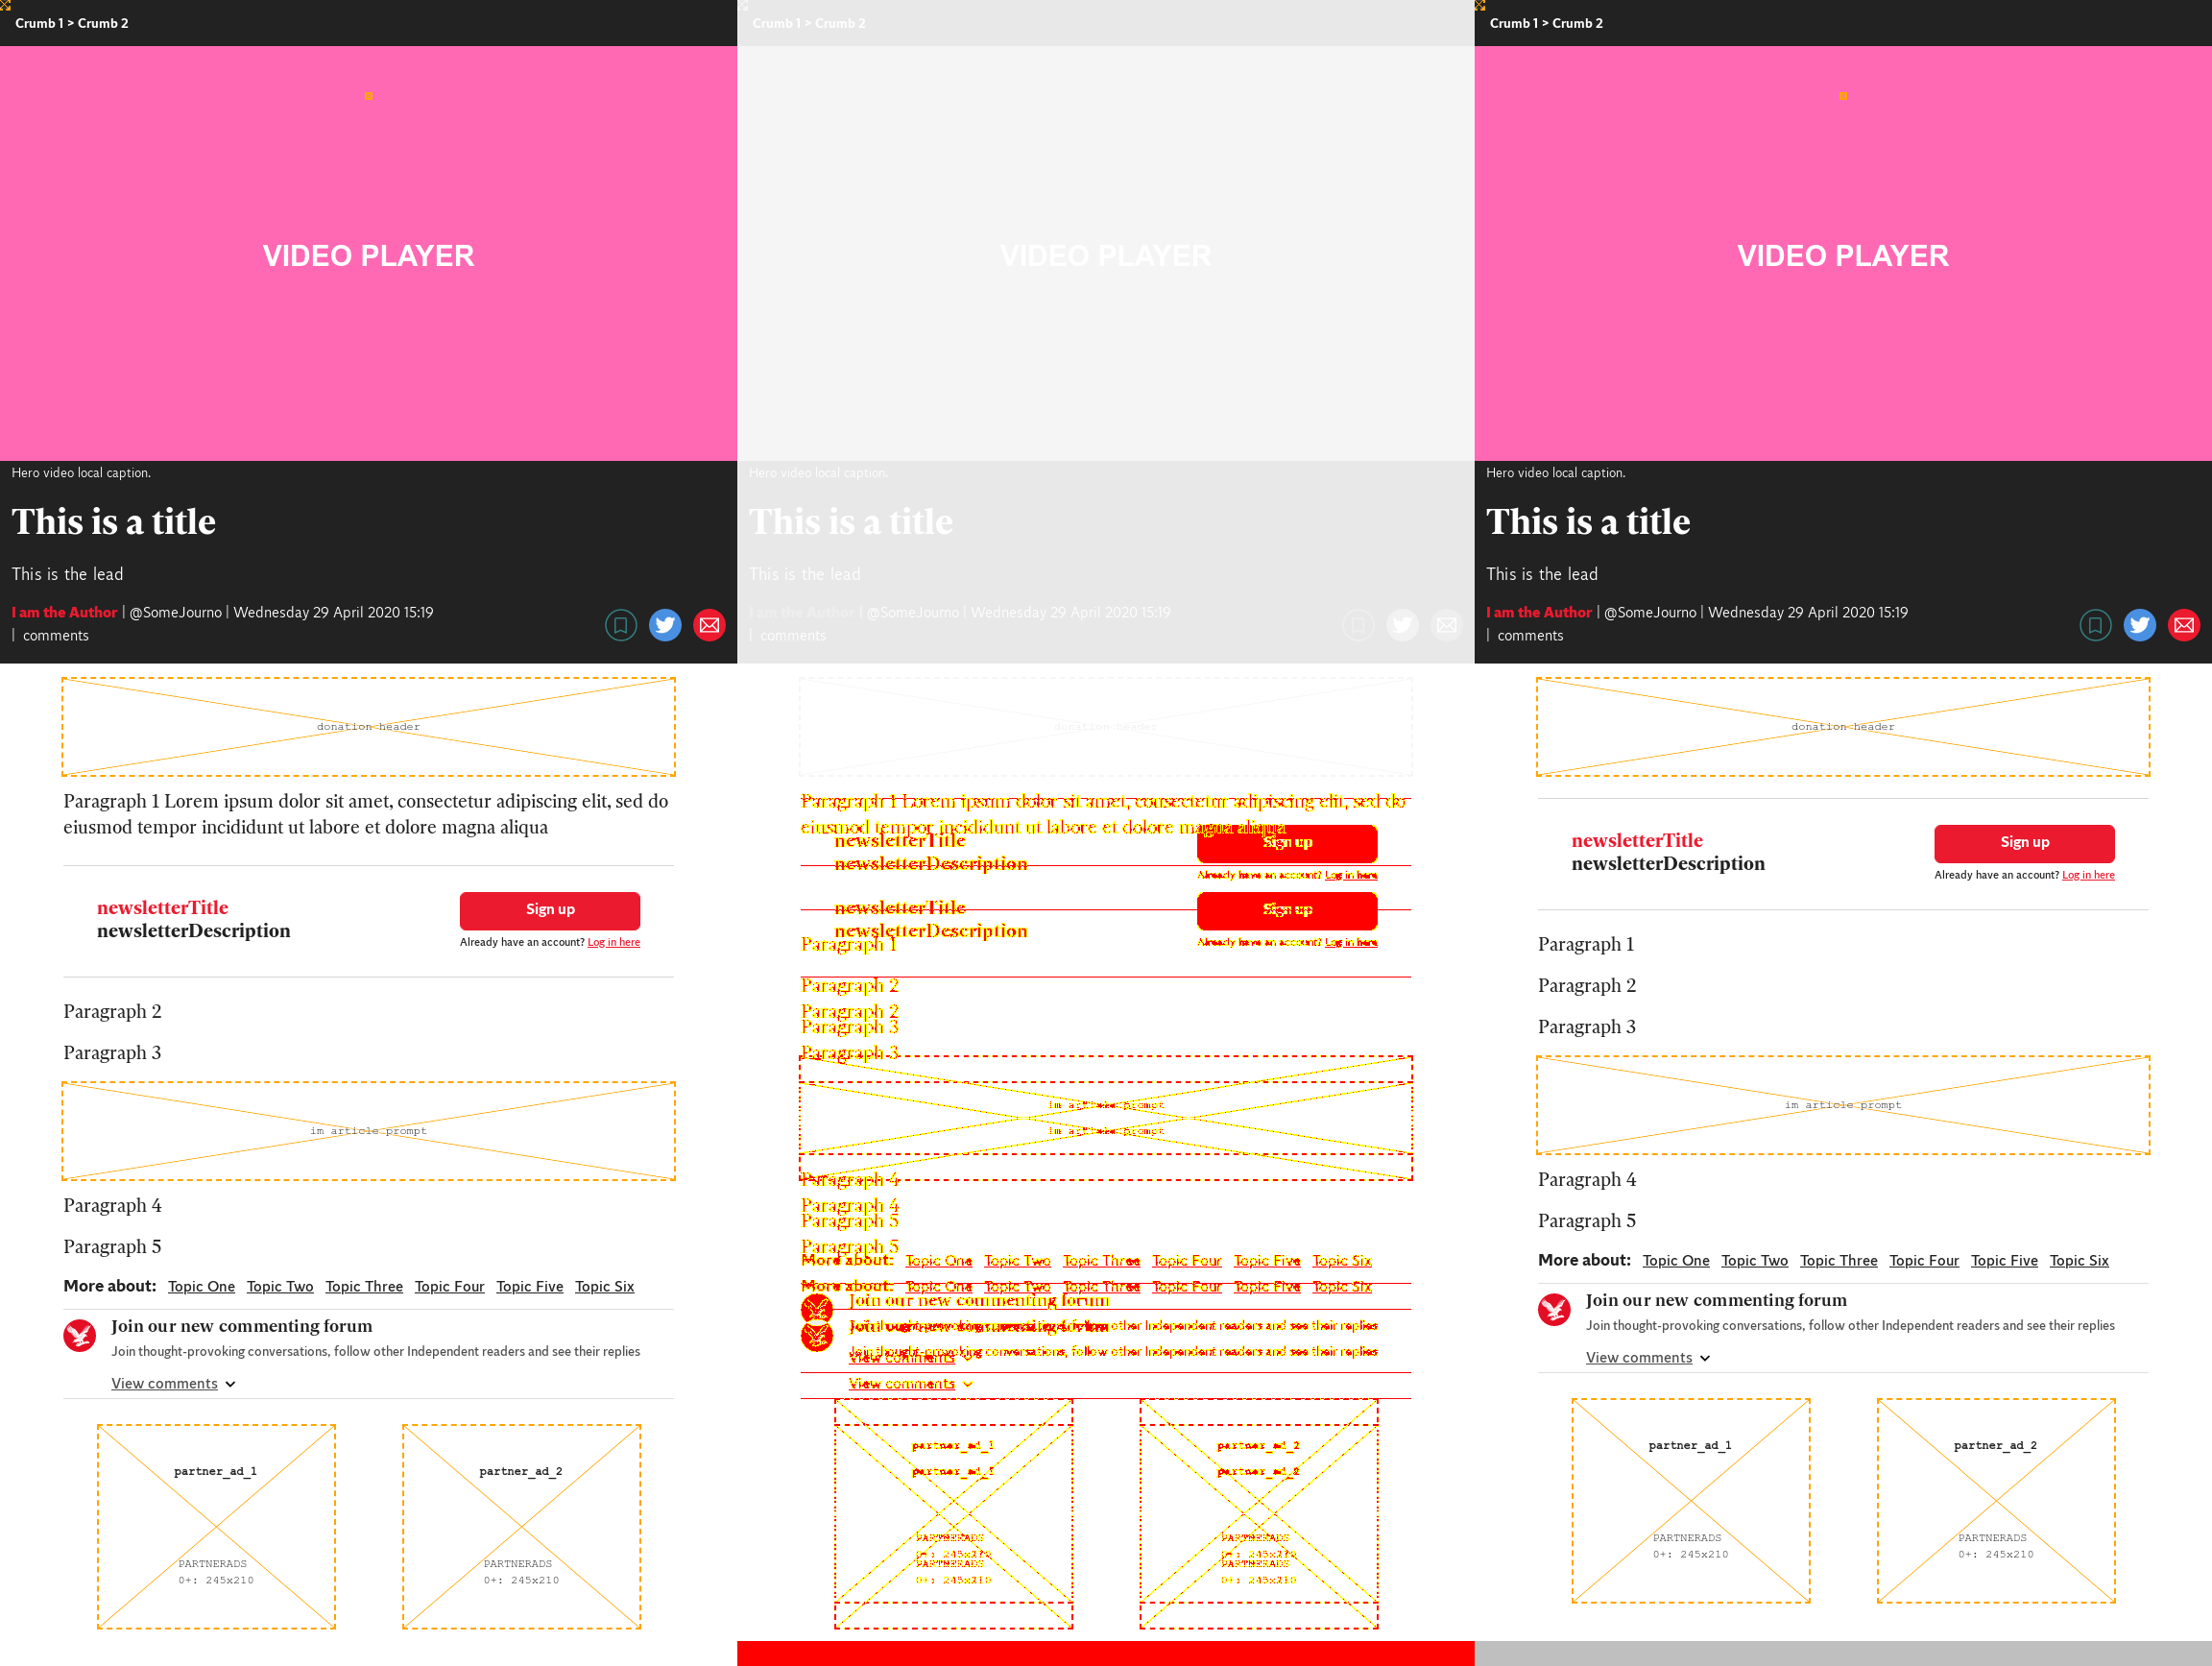 Crumb 1 > Crumb 2
VIDEO PLAYER
Hero video local caption.
This is a title
This is the lead
I am the Author | @SomeJourno | Wednesday 29 April 2020 15:19
| comments
donation header
Paragraph 1 Lorem ipsum dolor sit amet, consectetur adipiscing elit, sed do
eiusmod tempor incididunt ut labore et dolore magna aliqua
newsletterTitle
newsletterDescription
Sign up
Already have an account? Log in here
Paragraph 2
Paragraph 3
im article prompt
Paragraph 4
Paragraph 5
More about: Topic One Topic Two Topic Three Topic Four Topic Five Topic Six
Join our new commenting forum
Join thought-provoking conversations, follow other Independent readers and see their replies
View comments
partner_ad_1
PARTNERADS
0+: 245x210
partner_ad_2
PARTNERADS
0+: 245x210
Crumb 1 > Crumb 2
VIDEO PLAYER
Hero video local caption.
This is a title
This is the lead
I am the Author | @SomeJourno | Wednesday 29 April 2020 15:19
| comments
donation header
Paragraph 1 Lorem ipsum dolor sit amet, consectetur adipiscing elit, sed do
eiusmod tempor incididunt ut labore et dolore magna aliqua
newsletterTitle
newsletterDescription
Sign up
Already have an account? Log in here
newsletterTitle
newsletterDescription
Sign up
Already have an account? Log in here
Paragraph 1
Paragraph 2
Paragraph 2
Paragraph 3
Paragraph 3
im article prompt
im article prompt
Paragraph 4
Paragraph 4
Paragraph 5
Paragraph 5
More about: Topic One Topic Two Topic Three Topic Four Topic Five Topic Six
More about: Topic One Topic Two Topic Three Topic Four Topic Five Topic Six
Join our new commenting forum
Join thought-provoking conversations, follow other Independent readers and see their replies
Join our new commenting forum
Join thought-provoking conversations, follow other Independent readers and see their replies
View comments
View comments
partner_ad_1
partner_ad_1
PARTNERADS
0+: 245x210
PARTNERADS
0+: 245x210
partner_ad_2
partner_ad_2
PARTNERADS
0+: 245x210
PARTNERADS
0+: 245x210
Crumb 1 > Crumb 2
VIDEO PLAYER
Hero video local caption.
This is a title
This is the lead
I am the Author | @SomeJourno | Wednesday 29 April 2020 15:19
| comments
donation header
newsletterTitle
newsletterDescription
Sign up
Already have an account? Log in here
Paragraph 1
Paragraph 2
Paragraph 3
im article prompt
Paragraph 4
Paragraph 5
More about: Topic One Topic Two Topic Three Topic Four Topic Five Topic Six
Join our new commenting forum
Join thought-provoking conversations, follow other Independent readers and see their replies
View comments
partner_ad_1
PARTNERADS
0+: 245x210
partner_ad_2
PARTNERADS
0+: 245x210